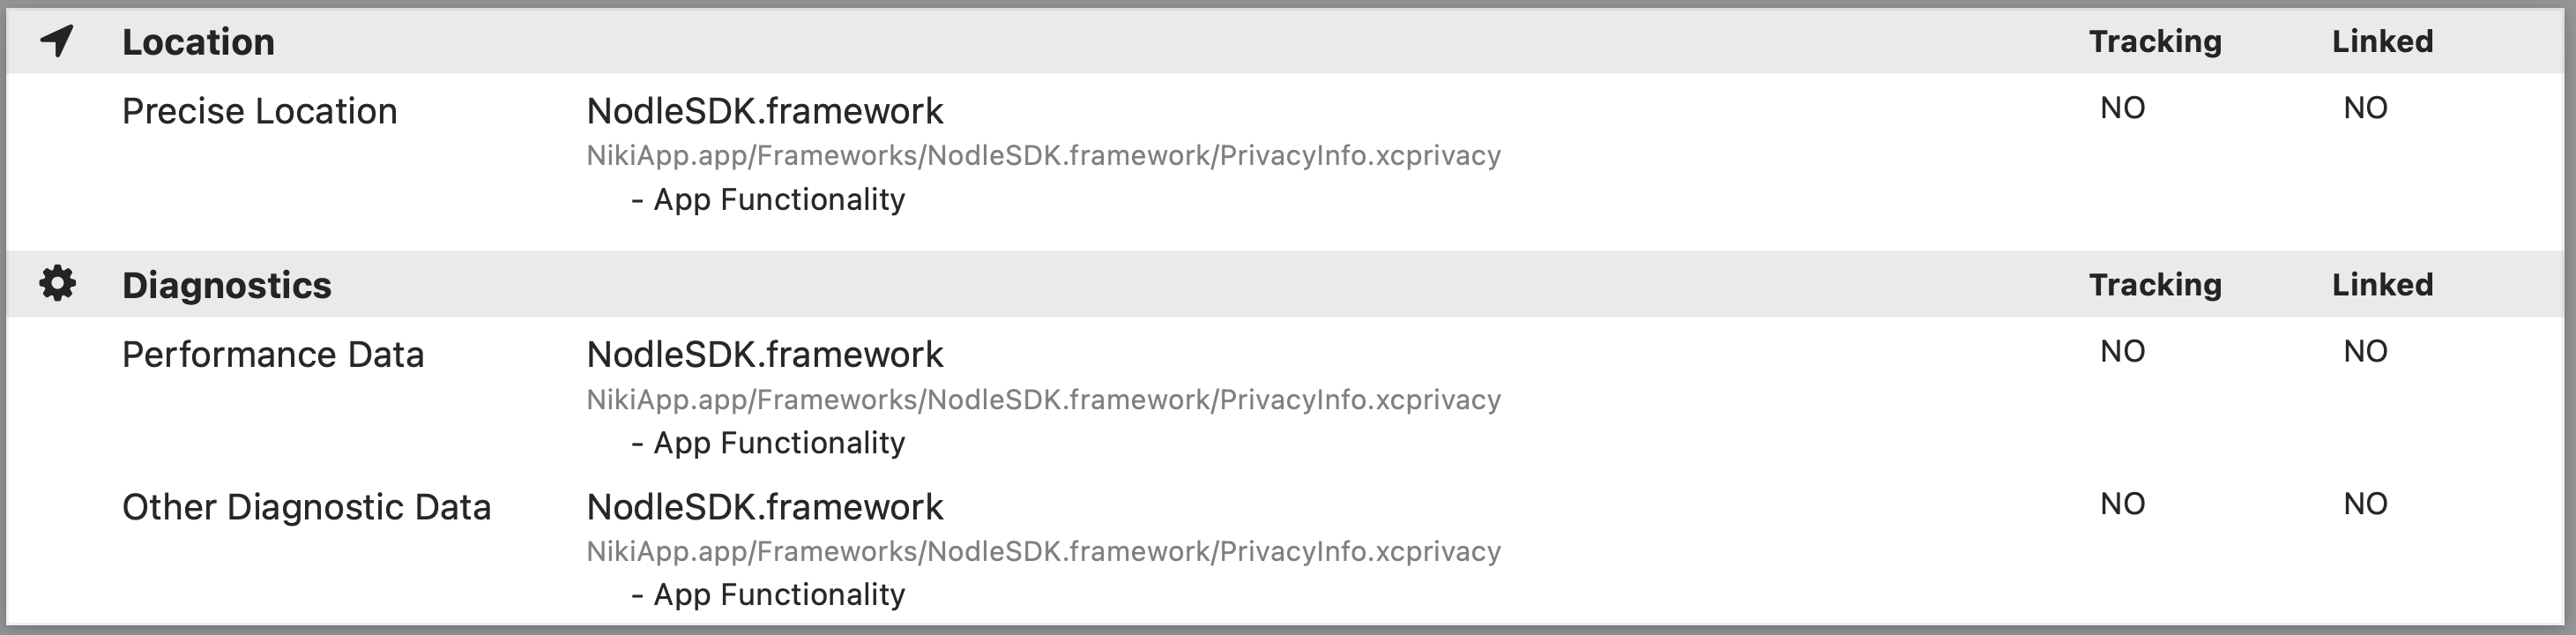 Location Tracking Linked
Precise Location NodleSDK.framework NO NO
NikiApp.app/Frameworks/NodleSDK.framework/PrivacyInfo.xcprivacy
- App Functionality
Diagnostics Tracking Linked
Performance Data NodleSDK.framework NO NO
NikiApp.app/Frameworks/NodleSDK.framework/PrivacyInfo.xcprivacy
- App Functionality
Other Diagnostic Data NodleSDK.framework NO NO
NikiApp.app/Frameworks/NodleSDK.framework/PrivacyInfo.xcprivacy
- App Functionality